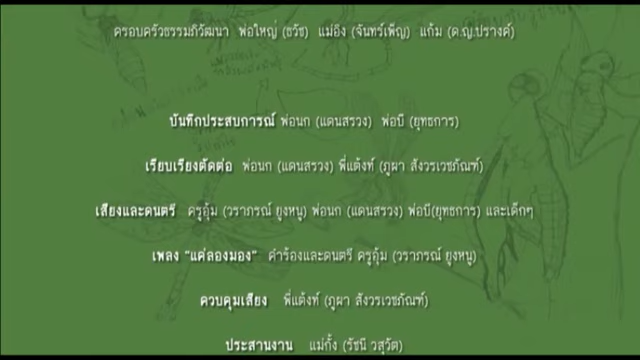 ครอบครัวธรรมภิวัฒนา พ่อใหญ่ (ธวัช) แม่อิง (จันทร์เพ็ญ) แก้ม (ด.ญ.ปรางค์)
บันทึกประสบการณ์ พ่อนก (แดนสรวง) พ่อบี (ยุทธการ)
เรียบเรียงตัดต่อ พ่อนก (แดนสรวง) พี่แต้งท์ (ภูผา สังวรเวชภัณฑ์)
เสียงและดนตรี ครูอุ้ม (วราภรณ์ ยูงหนู) พ่อนก (แดนสรวง) พ่อบี(ยุทธการ) และเด็กๆ
เพลง "แค่ลองมอง" คำร้องและดนตรี ครูอุ้ม (วราภรณ์ ยูงหนู)
ควบคุมเสียง พี่แต้งท์ (ภูผา สังวรเวชภัณฑ์)
ประสานงาน แม่กั้ง (รัชนี วสุวัต)